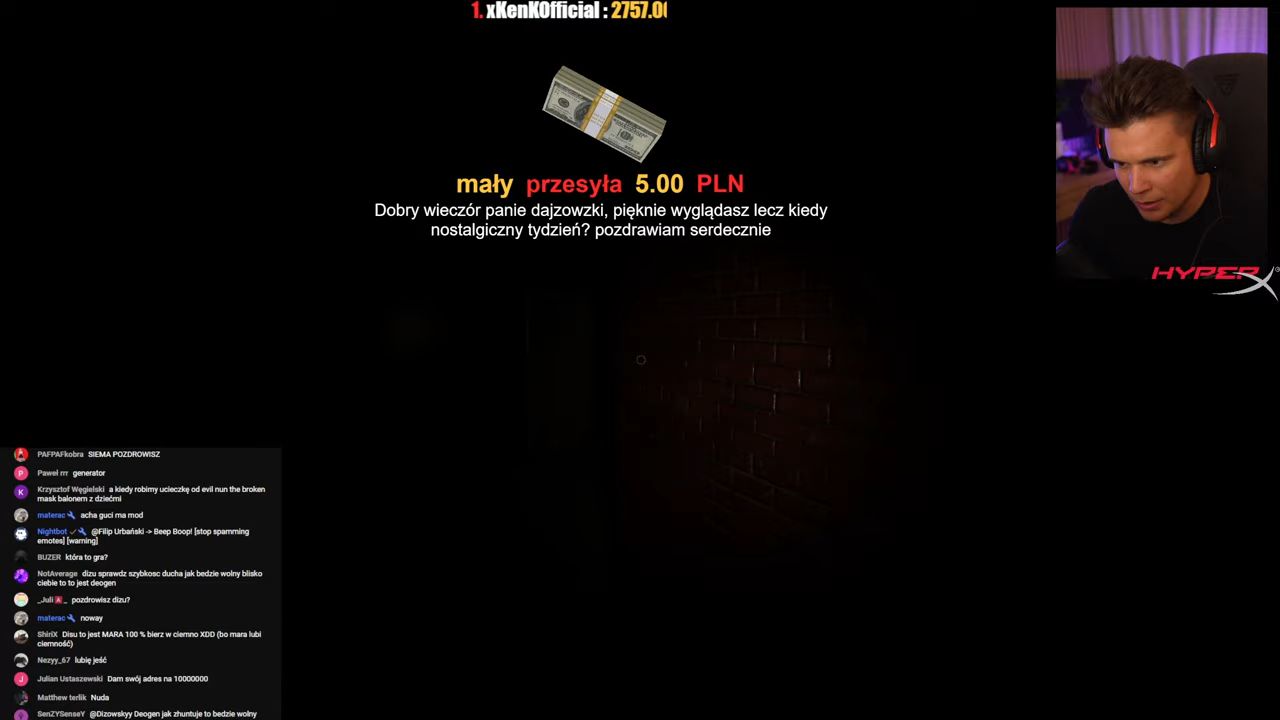 1. xKenKOfficial : 2757.00
mały przesyła 5.00 PLN
Dobry wieczór panie dajzowzki, pięknie wyglądasz lecz kiedy
nostalgiczny tydzień? pozdrawiam serdecznie
HYPERX
PAFPAFkobra SIEMA POZDROWISZ
Paweł rrr generator
Krzysztof Węgielski a kiedy robimy ucieczkę od evil nun the broken
mask balonem z dziećmi
materac acha guci ma mod
Nightbot @Filip Urbański -> Beep Boop! [stop spamming
emotes] [warning]
BUZER która to gra?
NotAverage dizu sprawdz szybkosc ducha jak bedzie wolny blisko
ciebie to to jest deogen
_Juli🅰️_ pozdrowisz dizu?
materac noway
ShiriX Disu to jest MARA 100 % bierz w ciemno XDD (bo mara lubi
ciemność)
Nezyy_67 lubię jeść
Julian Ustaszewski Dam swój adres na 10000000
Matthew terlik Nuda
SenZYSenseY @Dizowskyy Deogen jak zhuntuje to bedzie wolny